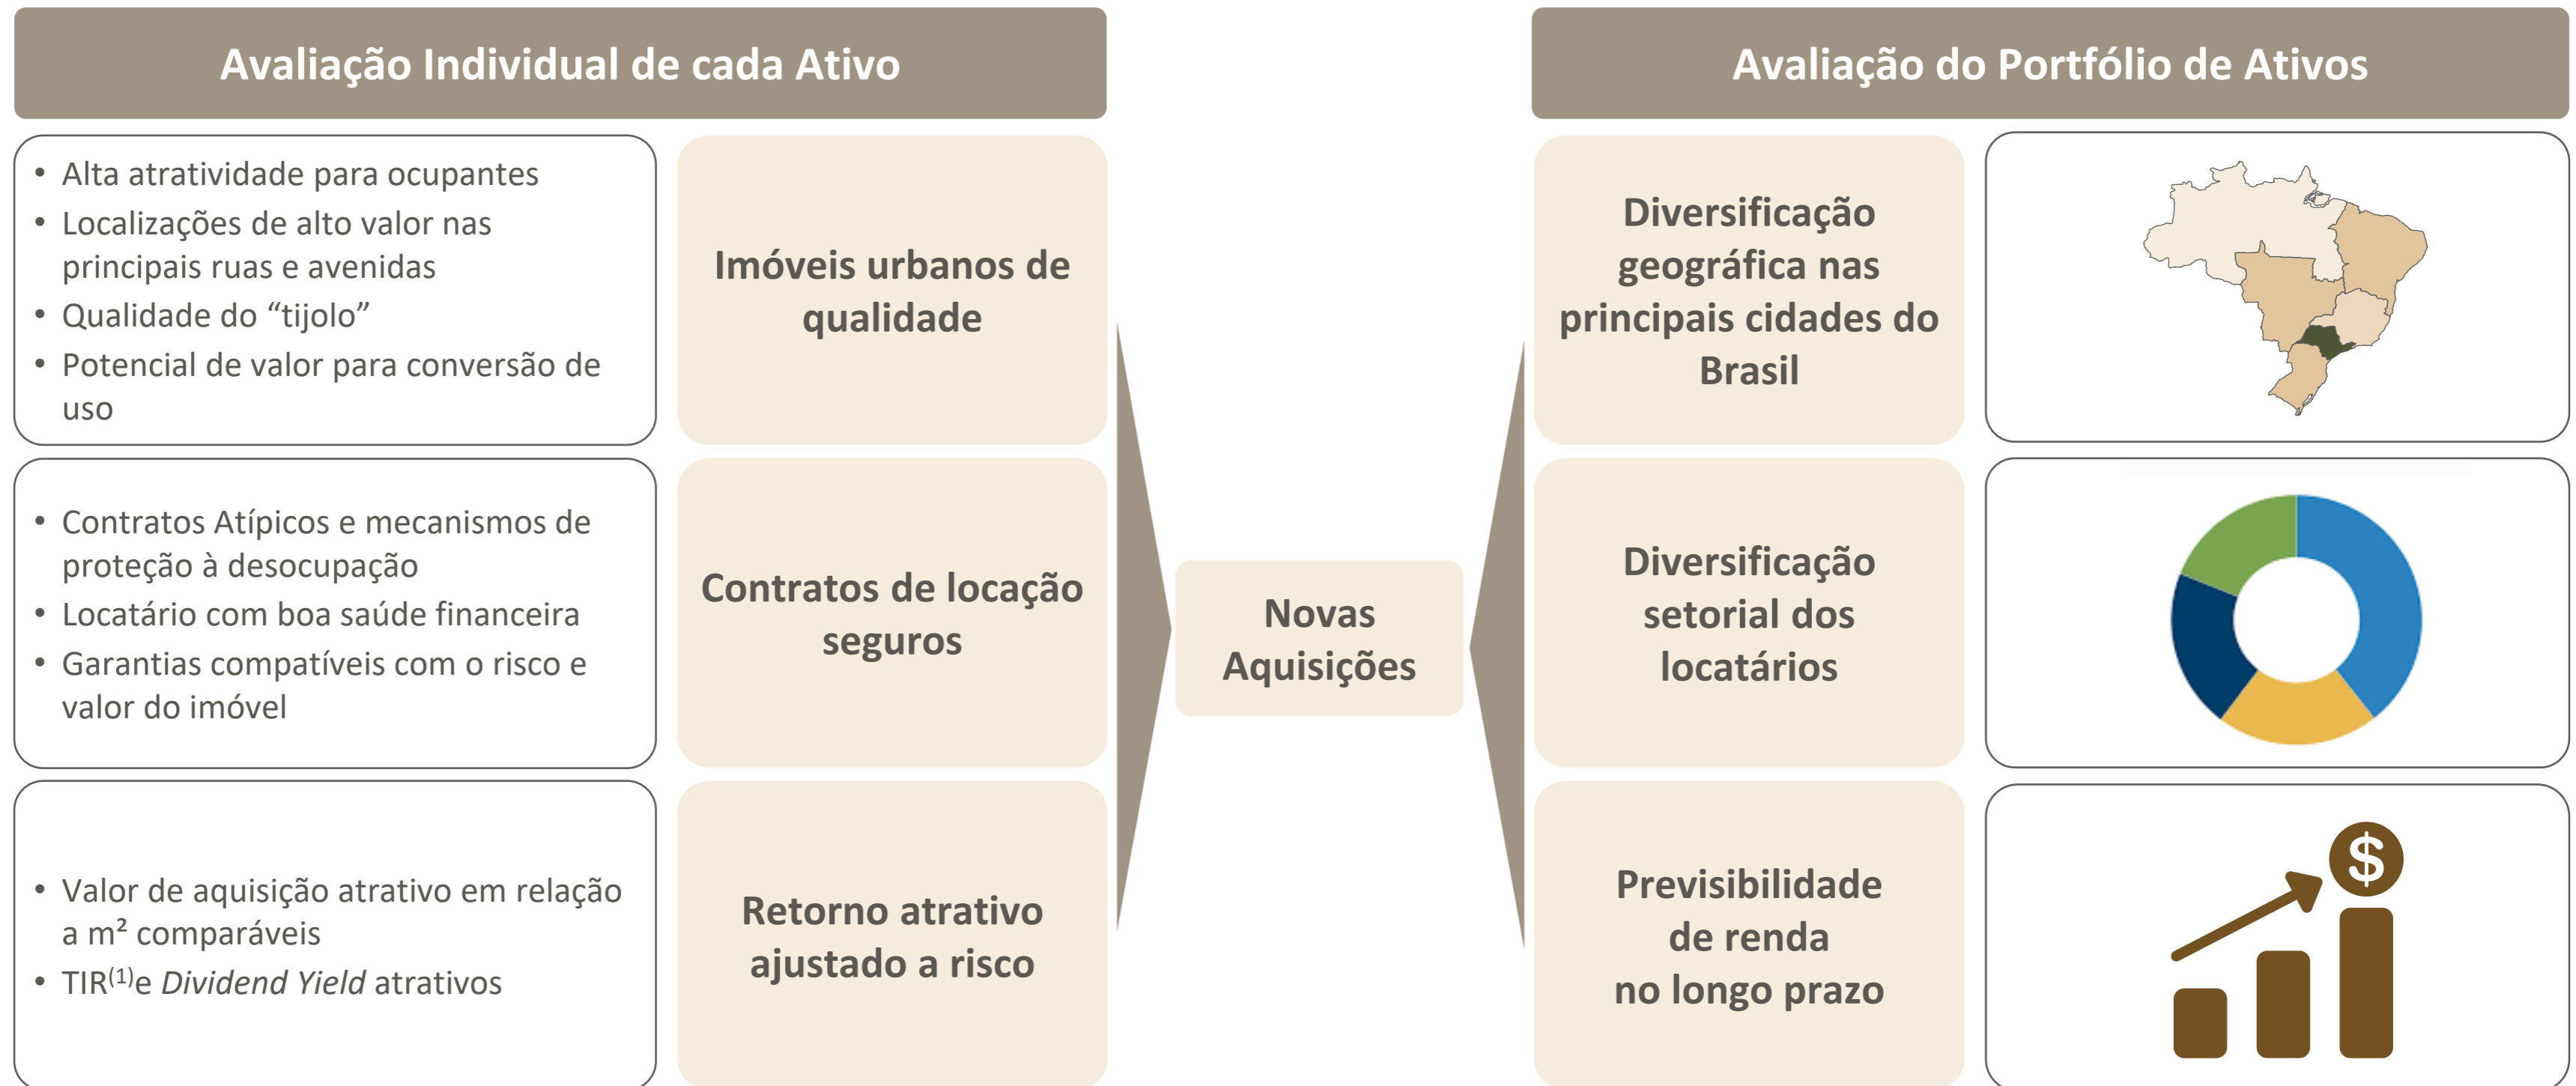 Avaliação Individual de cada Ativo
• Alta atratividade para ocupantes
• Localizações de alto valor nas
principais ruas e avenidas
• Qualidade do “tijolo”
• Potencial de valor para conversão de
uso
Imóveis urbanos de
qualidade
• Contratos Atípicos e mecanismos de
proteção à desocupação
• Locatário com boa saúde financeira
• Garantias compatíveis com o risco e
valor do imóvel
Contratos de locação
seguros
• Valor de aquisição atrativo em relação
a m² comparáveis
• TIR⁽¹⁾e Dividend Yield atrativos
Retorno atrativo
ajustado a risco
Novas
Aquisições
Avaliação do Portfólio de Ativos
Diversificação
geográfica nas
principais cidades do
Brasil
Diversificação
setorial dos
locatários
Previsibilidade
de renda
no longo prazo
$